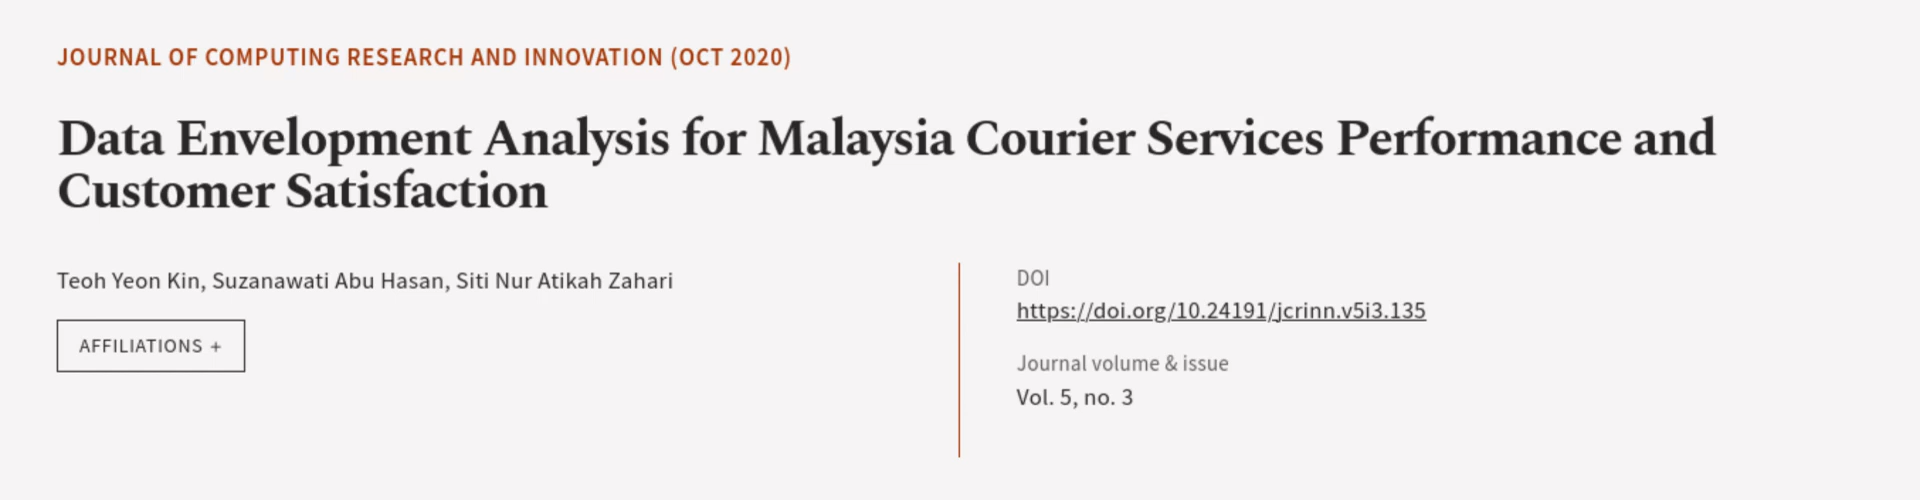 JOURNAL OF COMPUTING RESEARCH AND INNOVATION (OCT 2020)
Data Envelopment Analysis for Malaysia Courier Services Performance and
Customer Satisfaction
Teoh Yeon Kin, Suzanawati Abu Hasan, Siti Nur Atikah Zahari
AFFILIATIONS +
DOI
https://doi.org/10.24191/jcrinn.v5i3.135
Journal volume & issue
Vol. 5, no. 3